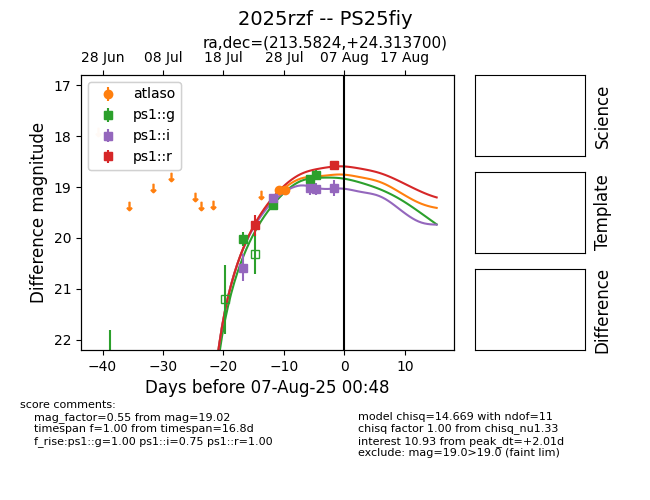 2025rzf -- PS25fiy
ra,dec=(213.5824,+24.313700)
28 Jun 08 Jul 18 Jul 28 Jul 07 Aug 17 Aug
17
18
19
20
21
22
Difference magnitude
atlaso
ps1::g
ps1::i
ps1::r
−40 −30 −20 −10 0 10
Days before 07-Aug-25 00:48
Science
Template
Difference
score comments:
mag_factor=0.55 from mag=19.02
timespan f=1.00 from timespan=16.8d
f_rise:ps1::g=1.00 ps1::i=0.75 ps1::r=1.00
model chisq=14.669 with ndof=11
chisq factor 1.00 from chisq_nu1.33
interest 10.93 from peak_dt=+2.01d
exclude: mag=19.0>19.0 (faint lim)